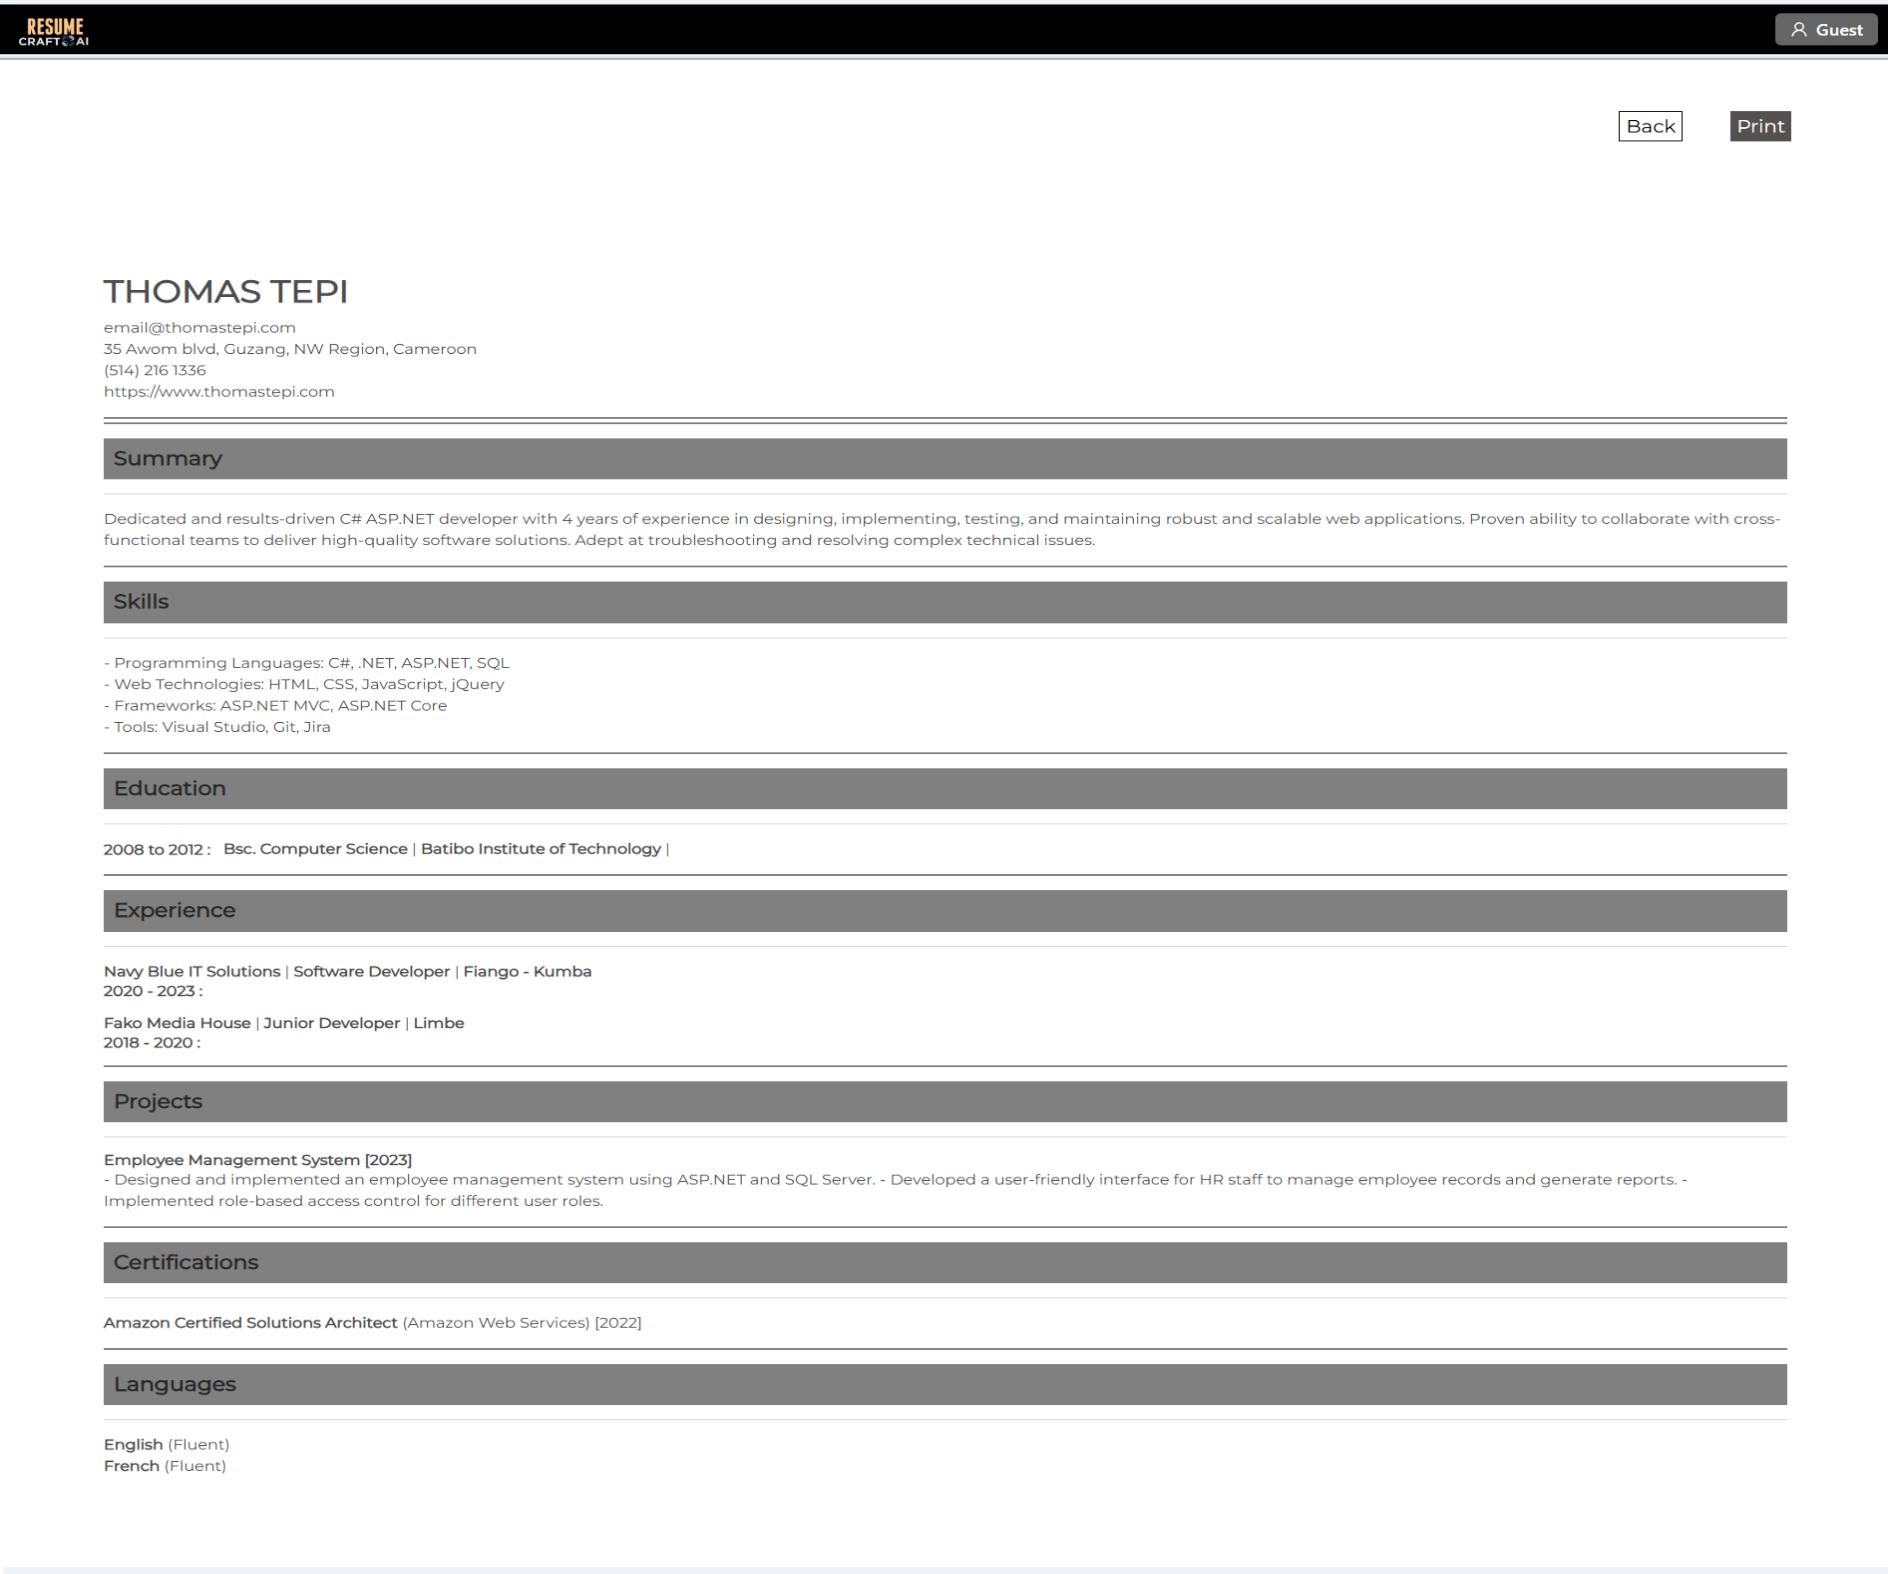 RESUME
CRAFT AI
Guest
Back
Print
THOMAS TEPI
email@thomastepi.com
35 Awom blvd, Guzang, NW Region, Cameroon
(514) 216 1336
https://www.thomastepi.com
Summary
Dedicated and results-driven C# ASP.NET developer with 4 years of experience in designing, implementing, testing, and maintaining robust and scalable web applications. Proven ability to collaborate with cross-
functional teams to deliver high-quality software solutions. Adept at troubleshooting and resolving complex technical issues.
Skills
- Programming Languages: C#, .NET, ASP.NET, SQL
- Web Technologies: HTML, CSS, JavaScript, jQuery
- Frameworks: ASP.NET MVC, ASP.NET Core
- Tools: Visual Studio, Git, Jira
Education
2008 to 2012 : Bsc. Computer Science | Batibo Institute of Technology |
Experience
Navy Blue IT Solutions | Software Developer | Fiango - Kumba
2020 - 2023 :
Fako Media House | Junior Developer | Limbe
2018 - 2020 :
Projects
Employee Management System [2023]
- Designed and implemented an employee management system using ASP.NET and SQL Server. - Developed a user-friendly interface for HR staff to manage employee records and generate reports. -
Implemented role-based access control for different user roles.
Certifications
Amazon Certified Solutions Architect (Amazon Web Services) [2022]
Languages
English (Fluent)
French (Fluent)